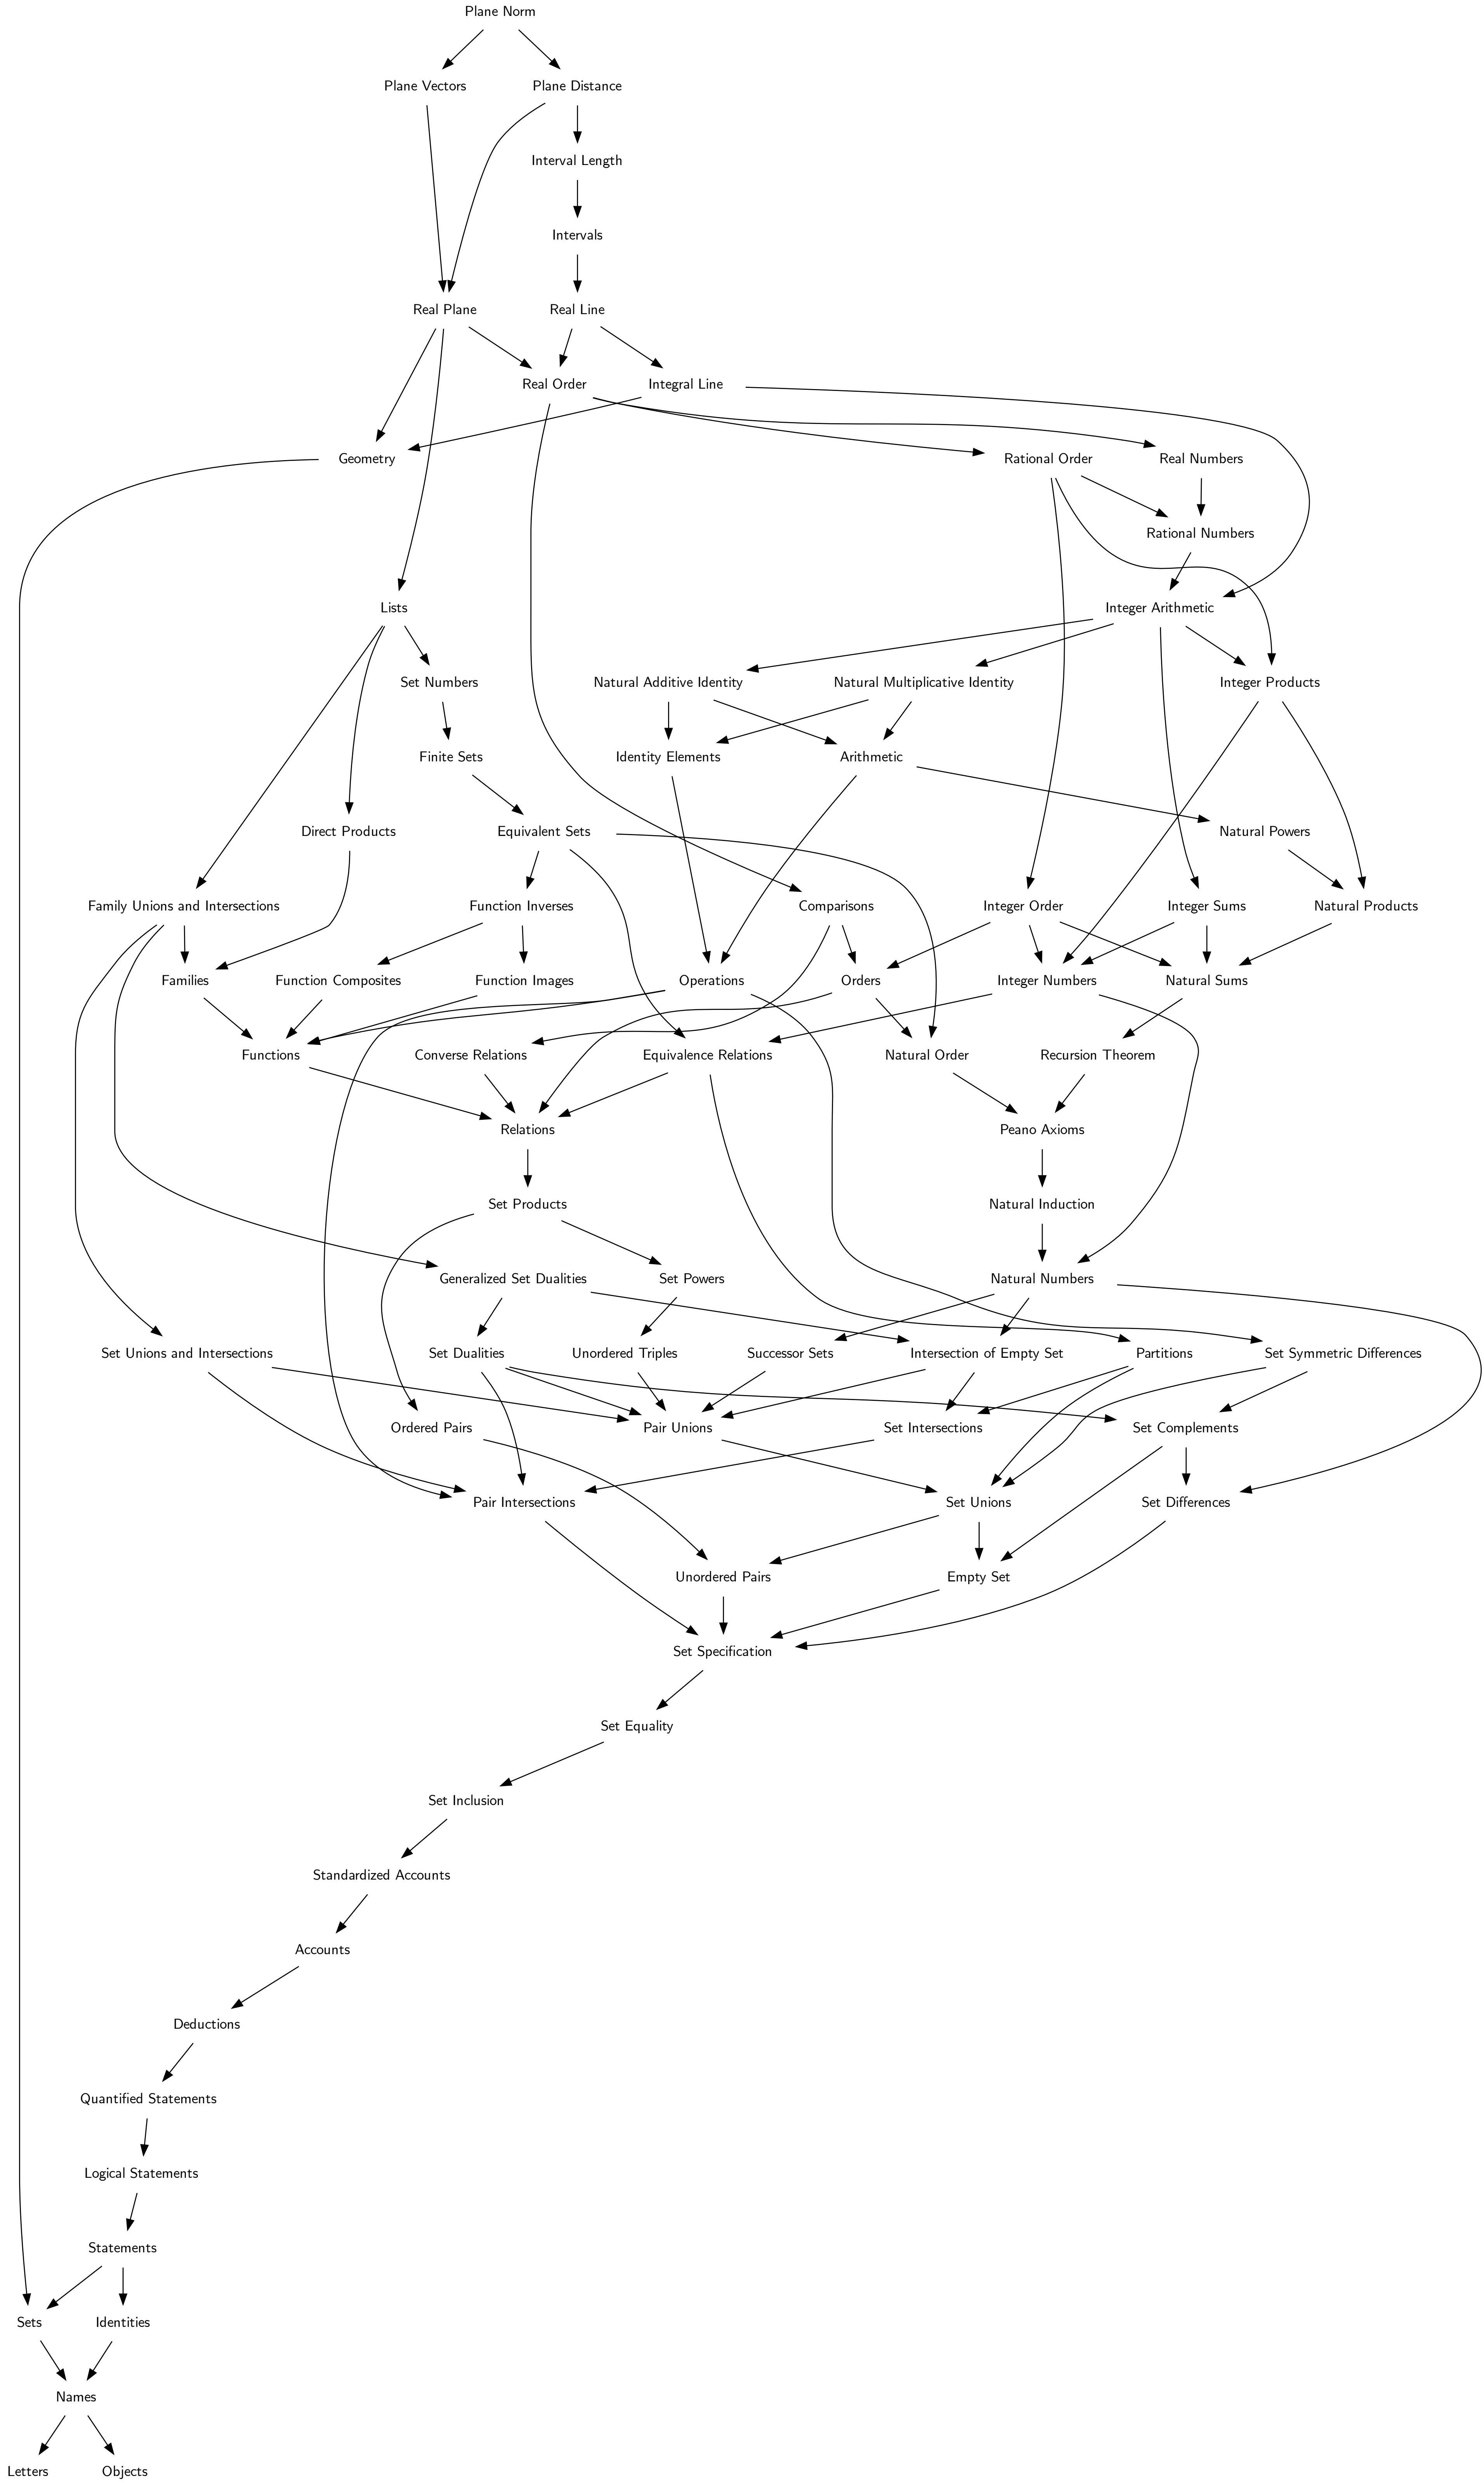 Plane Norm
Plane Vectors
Plane Distance
Interval Length
Intervals
Real Plane
Real Line
Real Order
Integral Line
Geometry
Rational Order
Real Numbers
Rational Numbers
Lists
Integer Arithmetic
Set Numbers
Natural Additive Identity
Natural Multiplicative Identity
Integer Products
Finite Sets
Identity Elements
Arithmetic
Direct Products
Equivalent Sets
Natural Powers
Family Unions and Intersections
Function Inverses
Comparisons
Integer Order
Integer Sums
Natural Products
Families
Function Composites
Function Images
Operations
Orders
Integer Numbers
Natural Sums
Functions
Converse Relations
Equivalence Relations
Natural Order
Recursion Theorem
Relations
Peano Axioms
Set Products
Natural Induction
Generalized Set Dualities
Set Powers
Natural Numbers
Set Unions and Intersections
Set Dualities
Unordered Triples
Successor Sets
Intersection of Empty Set
Partitions
Set Symmetric Differences
Ordered Pairs
Pair Unions
Set Intersections
Set Complements
Pair Intersections
Set Unions
Set Differences
Unordered Pairs
Empty Set
Set Specification
Set Equality
Set Inclusion
Standardized Accounts
Accounts
Deductions
Quantified Statements
Logical Statements
Statements
Sets
Identities
Names
Letters
Objects